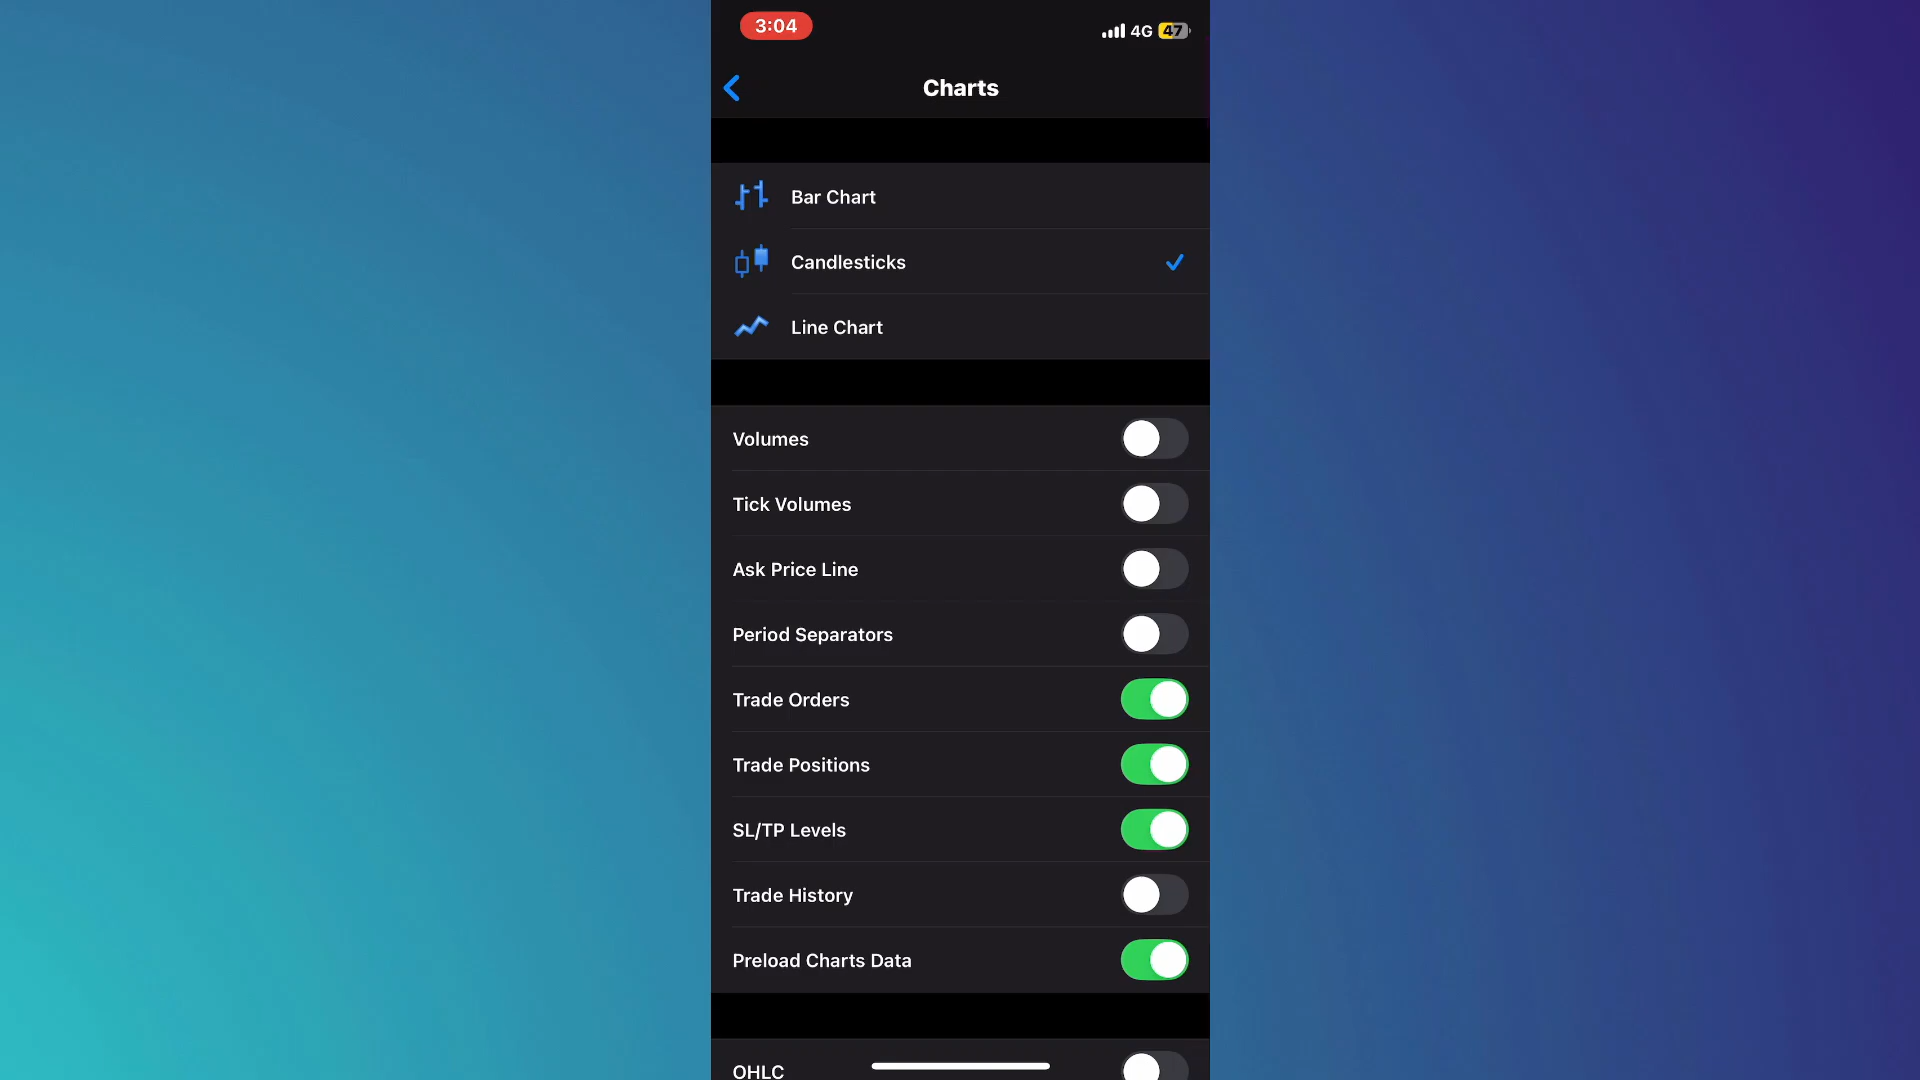 3:04
4G 47
Charts
Bar Chart
Candlesticks
Line Chart
Volumes
Tick Volumes
Ask Price Line
Period Separators
Trade Orders
Trade Positions
SL/TP Levels
Trade History
Preload Charts Data
OHLC